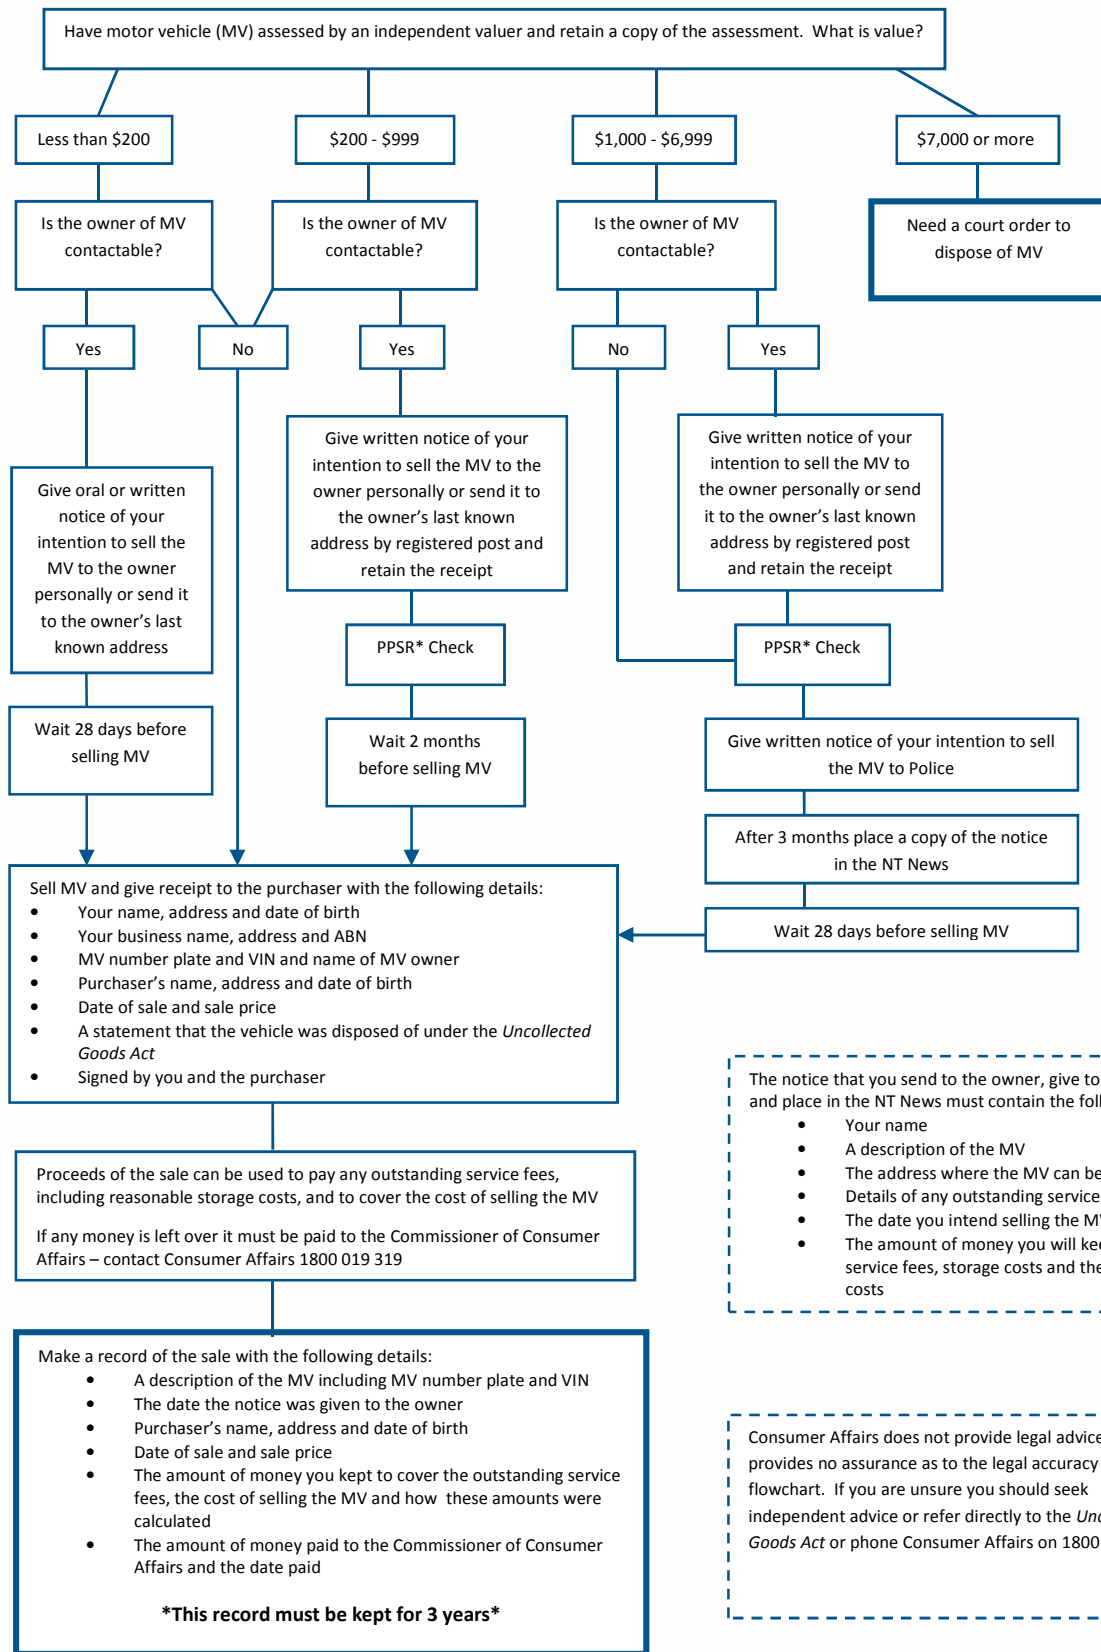 Have motor vehicle (MV) assessed by an independent valuer and retain a copy of the assessment.  What is value?
Less than $200
$200 - $999
$1,000 - $6,999
$7,000 or more
Is the owner of MV
contactable?
Is the owner of MV
contactable?
Is the owner of MV
contactable?
Need a court order to
dispose of MV
Yes
No
Yes
No
Yes
Give oral or written
notice of your
intention to sell the
MV to the owner
personally or send it
to the owner’s last
known address
Give written notice of your
intention to sell the MV to the
owner personally or send it to
the owner’s last known
address by registered post and
retain the receipt
Give written notice of your
intention to sell the MV to
the owner personally or send
it to the owner’s last known
address by registered post
and retain the receipt
PPSR* Check
PPSR* Check
Wait 28 days before
selling MV
Wait 2 months
before selling MV
Give written notice of your intention to sell
the MV to Police
After 3 months place a copy of the notice
in the NT News
Wait 28 days before selling MV
Sell MV and give receipt to the purchaser with the following details:
• Your name, address and date of birth
• Your business name, address and ABN
• MV number plate and VIN and name of MV owner
• Purchaser’s name, address and date of birth
• Date of sale and sale price
• A statement that the vehicle was disposed of under the Uncollected
Goods Act
• Signed by you and the purchaser
Proceeds of the sale can be used to pay any outstanding service fees,
including reasonable storage costs, and to cover the cost of selling the MV
If any money is left over it must be paid to the Commissioner of Consumer
Affairs – contact Consumer Affairs 1800 019 319
Make a record of the sale with the following details:
• A description of the MV including MV number plate and VIN
• The date the notice was given to the owner
• Purchaser’s name, address and date of birth
• Date of sale and sale price
• The amount of money you kept to cover the outstanding service
fees, the cost of selling the MV and how these amounts were
calculated
• The amount of money paid to the Commissioner of Consumer
Affairs and the date paid
*This record must be kept for 3 years*
The notice that you send to the owner, give to
and place in the NT News must contain the
• Your name
• A description of the MV
• The address where the MV can be
• Details of any outstanding service
• The date you intend selling the
• The amount of money you will
service fees, storage costs and the
costs
Consumer Affairs does not provide legal advice
provides no assurance as to the legal accuracy
flowchart.  If you are unsure you should seek
independent advice or refer directly to the
Goods Act or phone Consumer Affairs on 1800